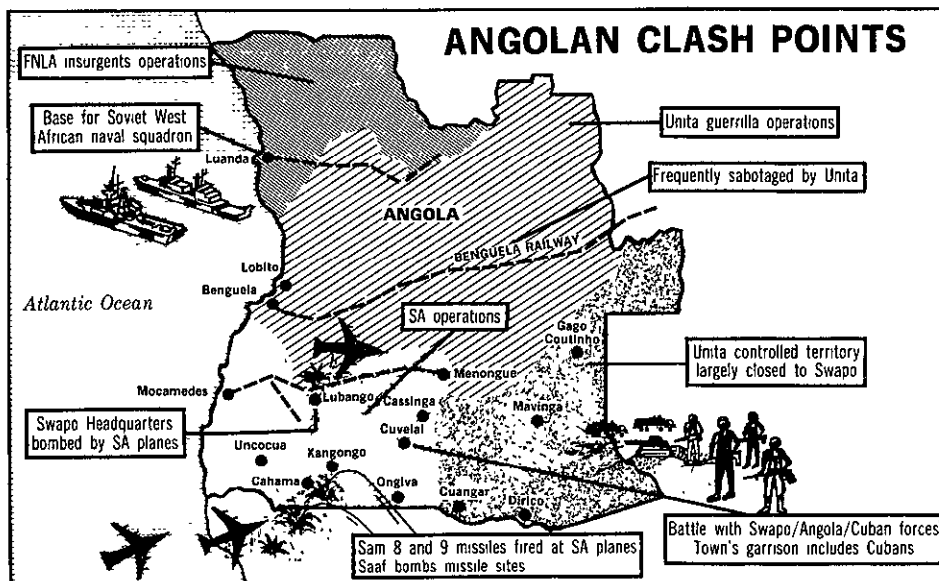 ANGOLAN CLASH POINTS
FNLA insurgents operations
Base for Soviet West
African naval squadron
Luanda
Unita guerrilla operations
Frequently sabotaged by Unita
ANGOLA
BENGUELA RAILWAY
Lobito
Benguela
Atlantic Ocean
SA operations
Gago
Coutinho
Unita controlled territory
largely closed to Swapo
Menongue
Mocamedes
Lubango
Cassinga
Mavinga
Swapo Headquarters
bombed by SA planes
Cuvelai
Uncocua
Xangongo
Cahama
Ongiva
Cuangar
Dirico
Sam 8 and 9 missiles fired at SA planes
Saaf bombs missile sites
Battle with Swapo/Angola/Cuban forces
Town's garrison includes Cubans